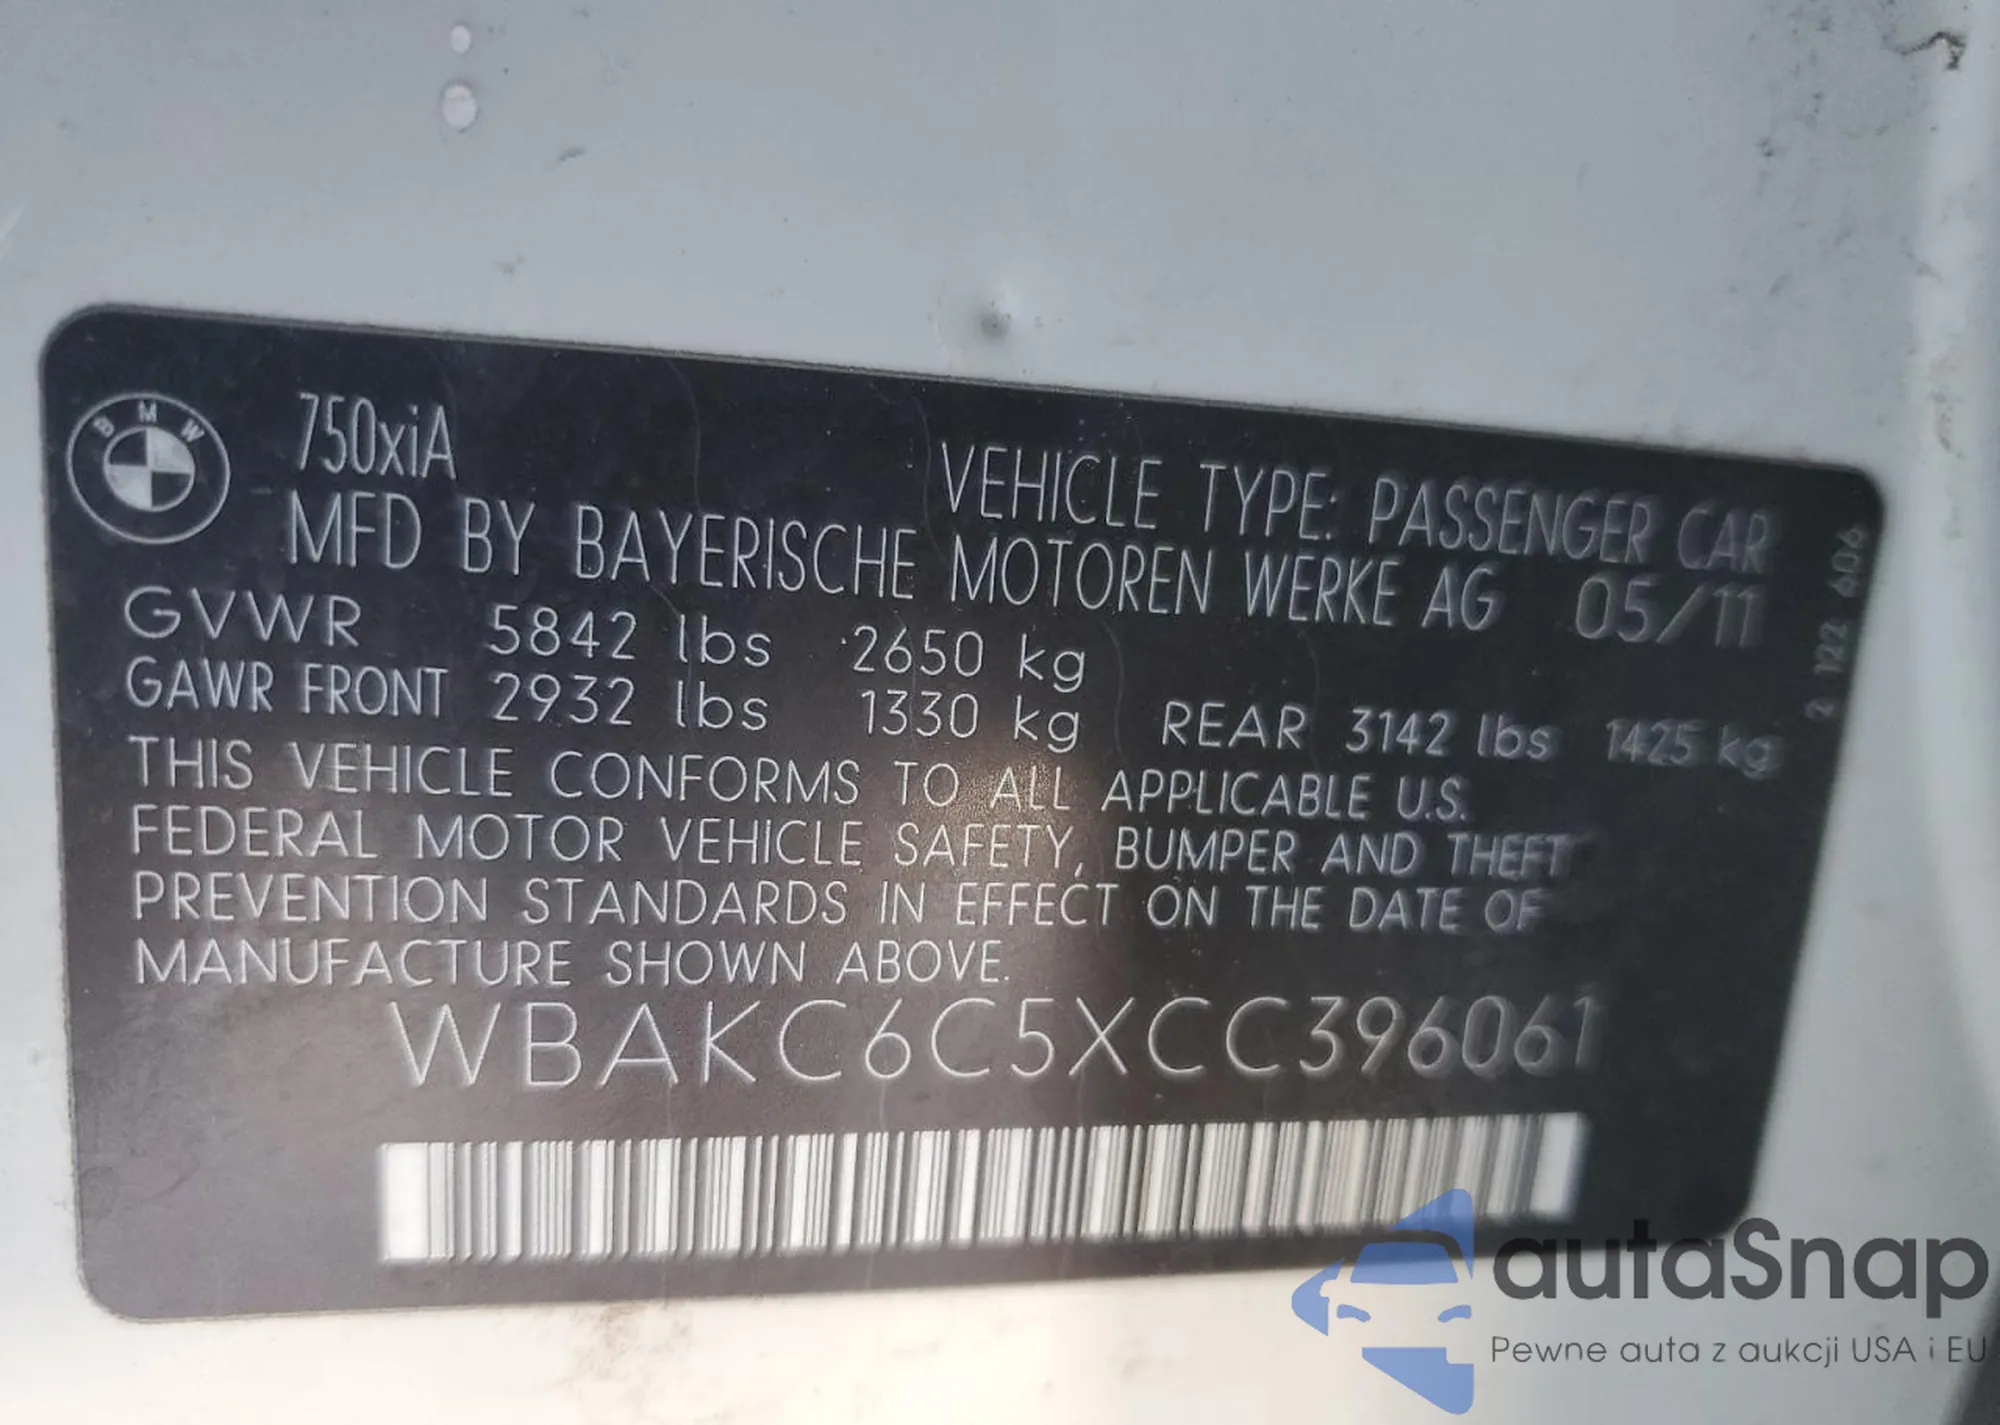 BMW
750xiA
VEHICLE TYPE: PASSENGER CAR
MFD BY BAYERISCHE MOTOREN WERKE AG 05/11
GVWR 5842 lbs 2650 kg
GAWR FRONT 2932 lbs 1330 kg REAR 3142 lbs 1425 kg
THIS VEHICLE CONFORMS TO ALL APPLICABLE U.S.
FEDERAL MOTOR VEHICLE SAFETY, BUMPER AND THEFT
PREVENTION STANDARDS IN EFFECT ON THE DATE OF
MANUFACTURE SHOWN ABOVE.
WBAKC6C5XCC396061
2 122 606
autaSnap
Pewne auta z aukcji USA i EU